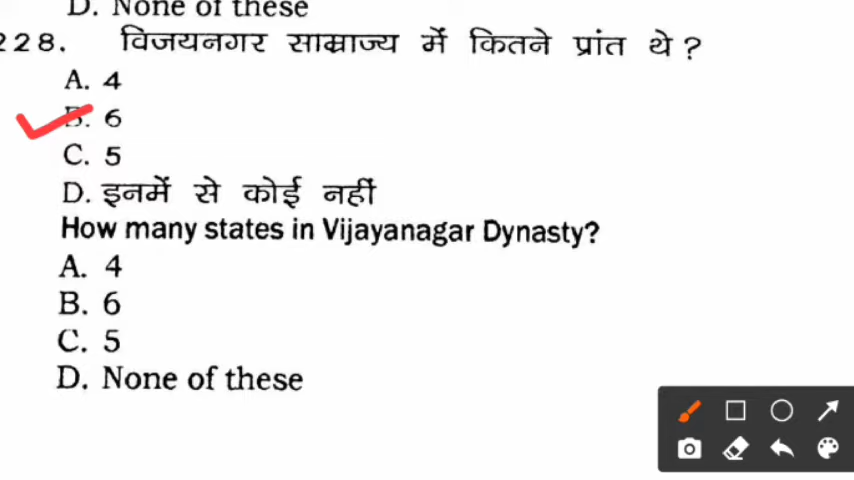 D. None of these
228. विजयनगर साम्राज्य में कितने प्रांत थे ?
A. 4
B. 6
C. 5
D. इनमें से कोई नहीं
How many states in Vijayanagar Dynasty?
A. 4
B. 6
C. 5
D. None of these